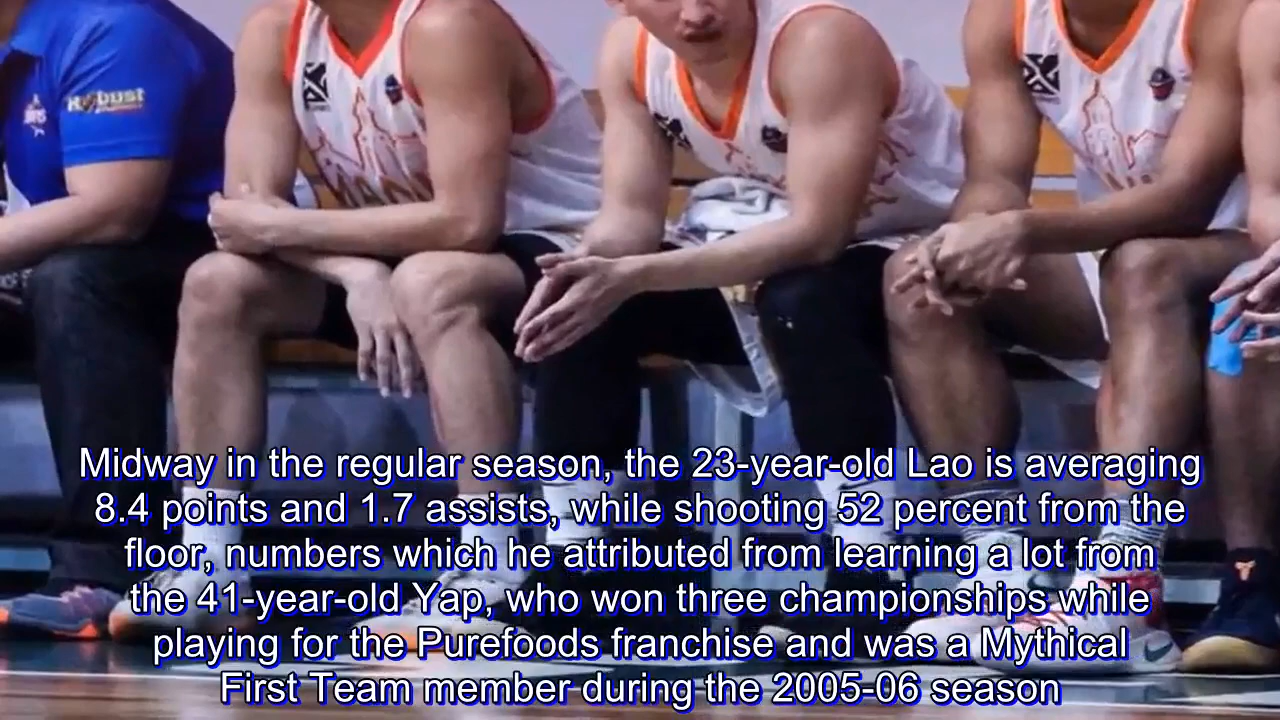 Robust
Midway in the regular season, the 23-year-old Lao is averaging
8.4 points and 1.7 assists, while shooting 52 percent from the
floor, numbers which he attributed from learning a lot from
the 41-year-old Yap, who won three championships while
playing for the Purefoods franchise and was a Mythical
First Team member during the 2005-06 season